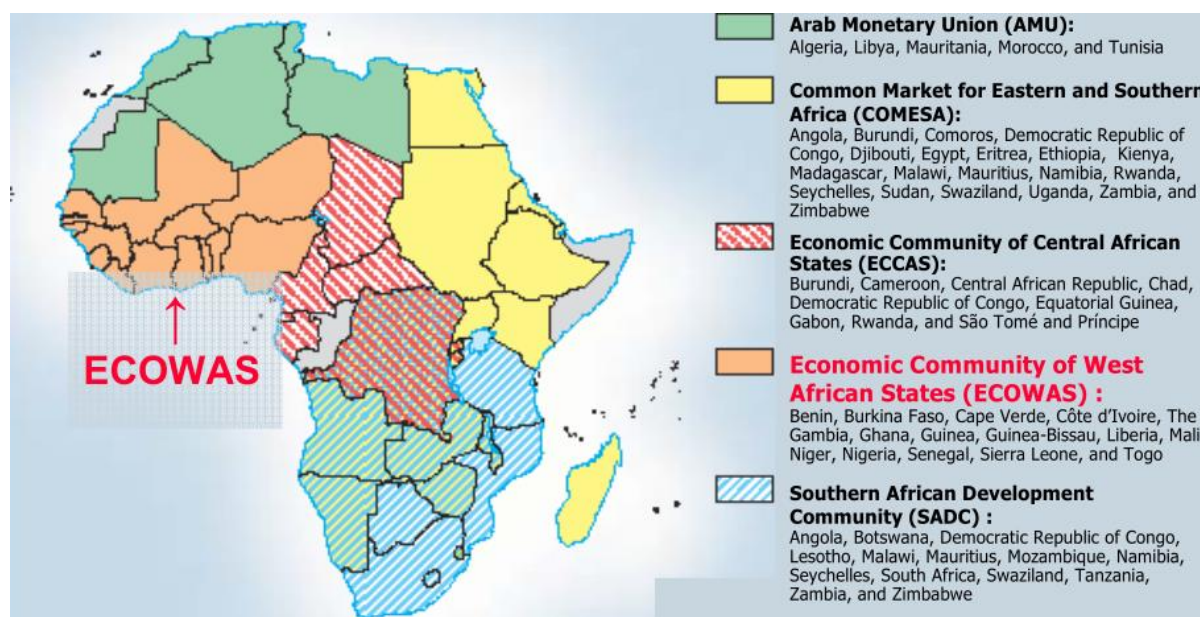 Arab Monetary Union (AMU):
Algeria, Libya, Mauritania, Morocco, and Tunisia
Common Market for Eastern and Southern
Africa (COMESA):
Angola, Burundi, Comoros, Democratic Republic of
Congo, Djibouti, Egypt, Eritrea, Ethiopia, Kienya,
Madagascar, Malawi, Mauritius, Namibia, Rwanda,
Seychelles, Sudan, Swaziland, Uganda, Zambia, and
Zimbabwe
Economic Community of Central African
States (ECCAS):
Burundi, Cameroon, Central African Republic, Chad,
Democratic Republic of Congo, Equatorial Guinea,
Gabon, Rwanda, and São Tomé and Príncipe
ECOWAS
Economic Community of West
African States (ECOWAS) :
Benin, Burkina Faso, Cape Verde, Côte d'Ivoire, The
Gambia, Ghana, Guinea, Guinea-Bissau, Liberia, Mali
Niger, Nigeria, Senegal, Sierra Leone, and Togo
Southern African Development
Community (SADC) :
Angola, Botswana, Democratic Republic of Congo,
Lesotho, Malawi, Mauritius, Mozambique, Namibia,
Seychelles, South Africa, Swaziland, Tanzania,
Zambia, and Zimbabwe